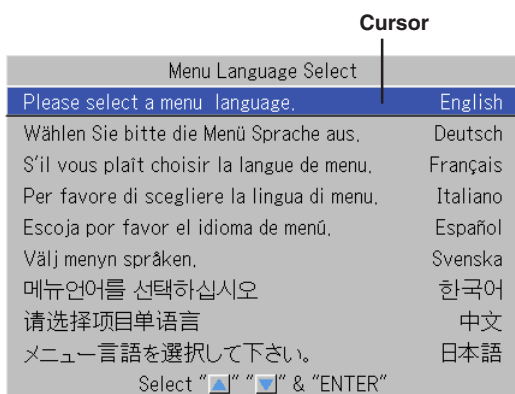 Cursor
Menu Language Select
Please select a menu language. English
Wählen Sie bitte die Menü Sprache aus. Deutsch
S'il vous plaît choisir la langue de menu. Français
Per favore di scegliere la lingua di menu. Italiano
Escoja por favor el idioma de menú. Español
Välj menyn språken. Svenska
메뉴언어를 선택하십시오 한국어
请选择项目单语言 中文
メニュー言語を選択して下さい。 日本語
Select "▲" "▼" & "ENTER"